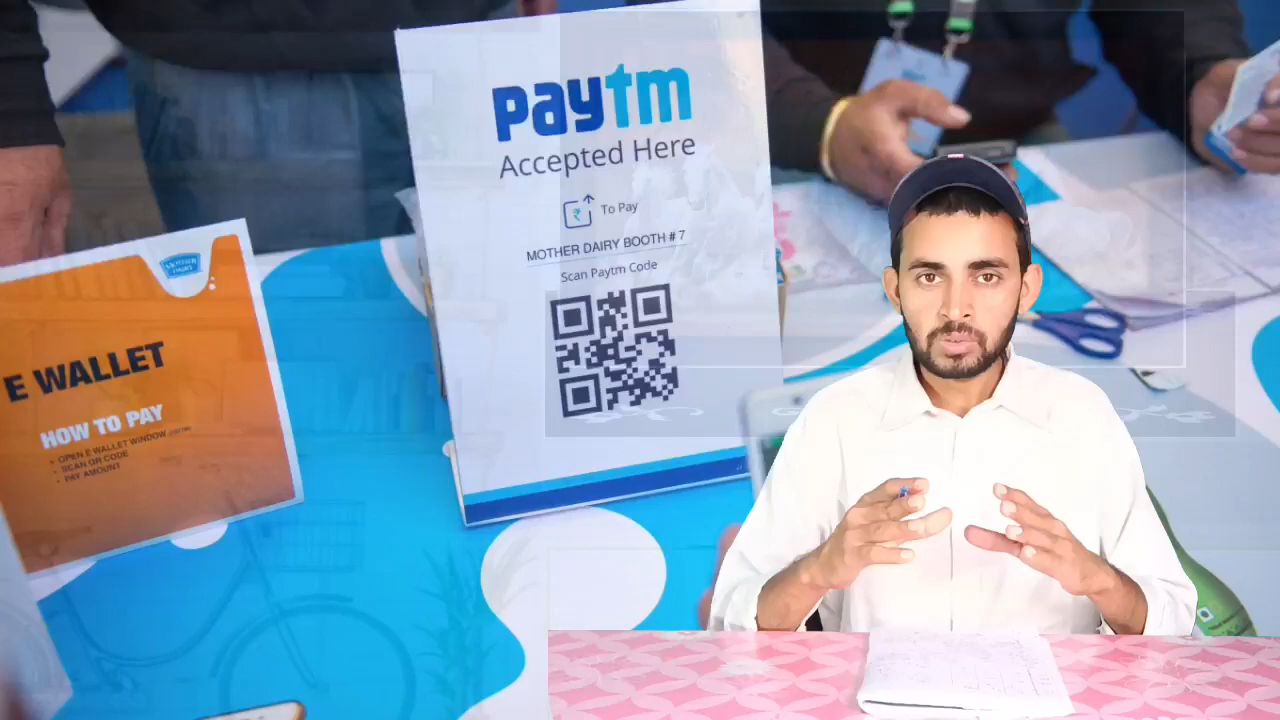 paytm
Accepted Here
To Pay
MOTHER DAIRY BOOTH # 7
Scan Paytm Code
E WALLET
HOW TO PAY
• OPEN E WALLET WINDOW
• SCAN QR CODE
• PAY AMOUNT